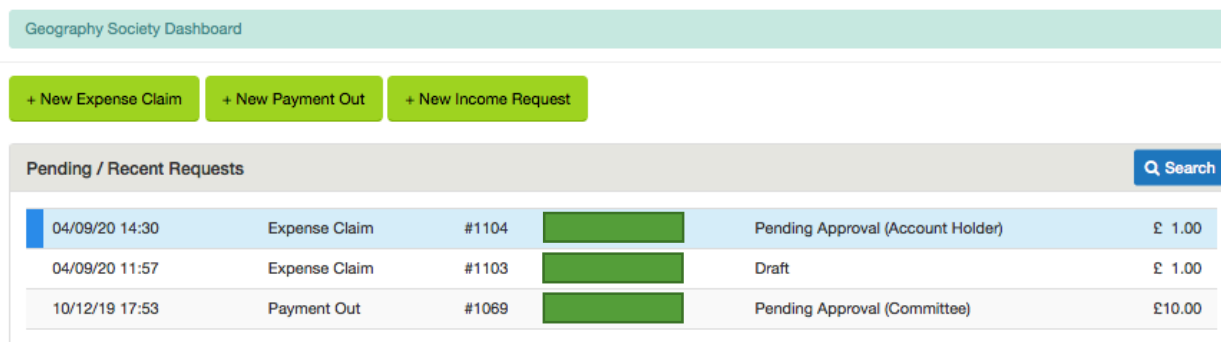 Geography Society Dashboard
+ New Expense Claim + New Payment Out + New Income Request
Pending / Recent Requests Search
04/09/20 14:30 Expense Claim #1104 Pending Approval (Account Holder) £ 1.00
04/09/20 11:57 Expense Claim #1103 Draft £ 1.00
10/12/19 17:53 Payment Out #1069 Pending Approval (Committee) £10.00